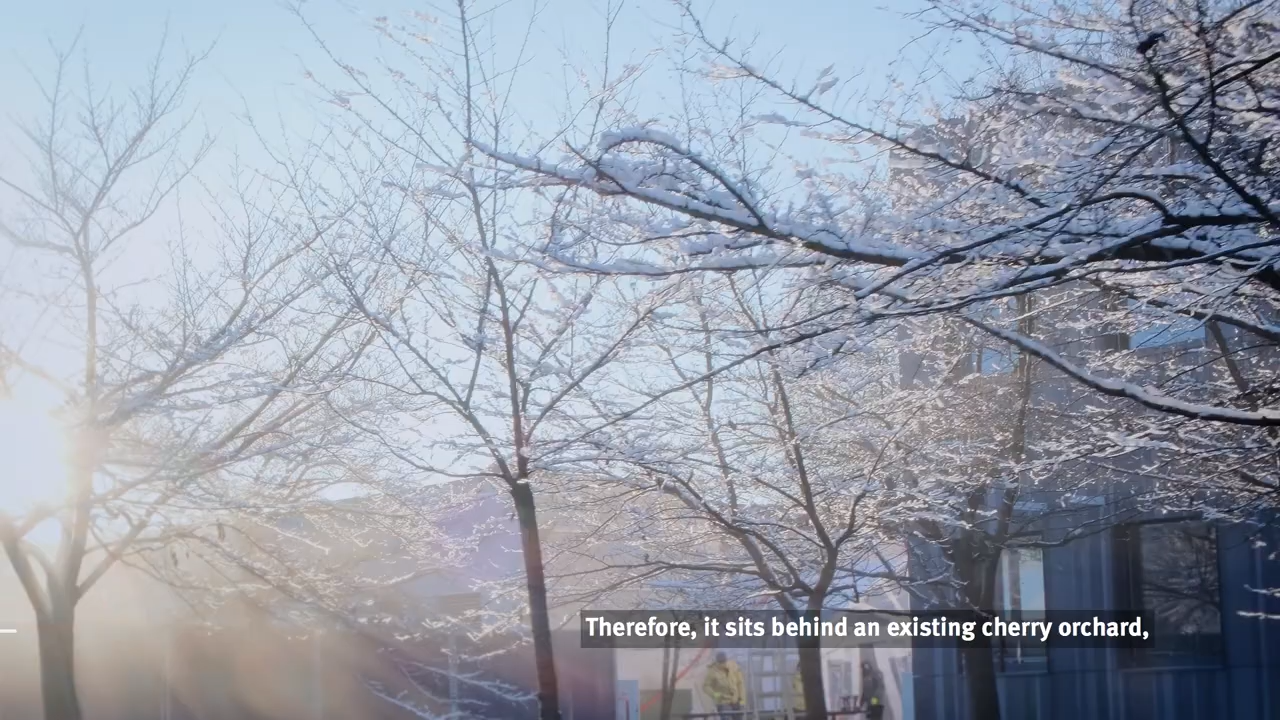 Therefore, it sits behind an existing cherry orchard,